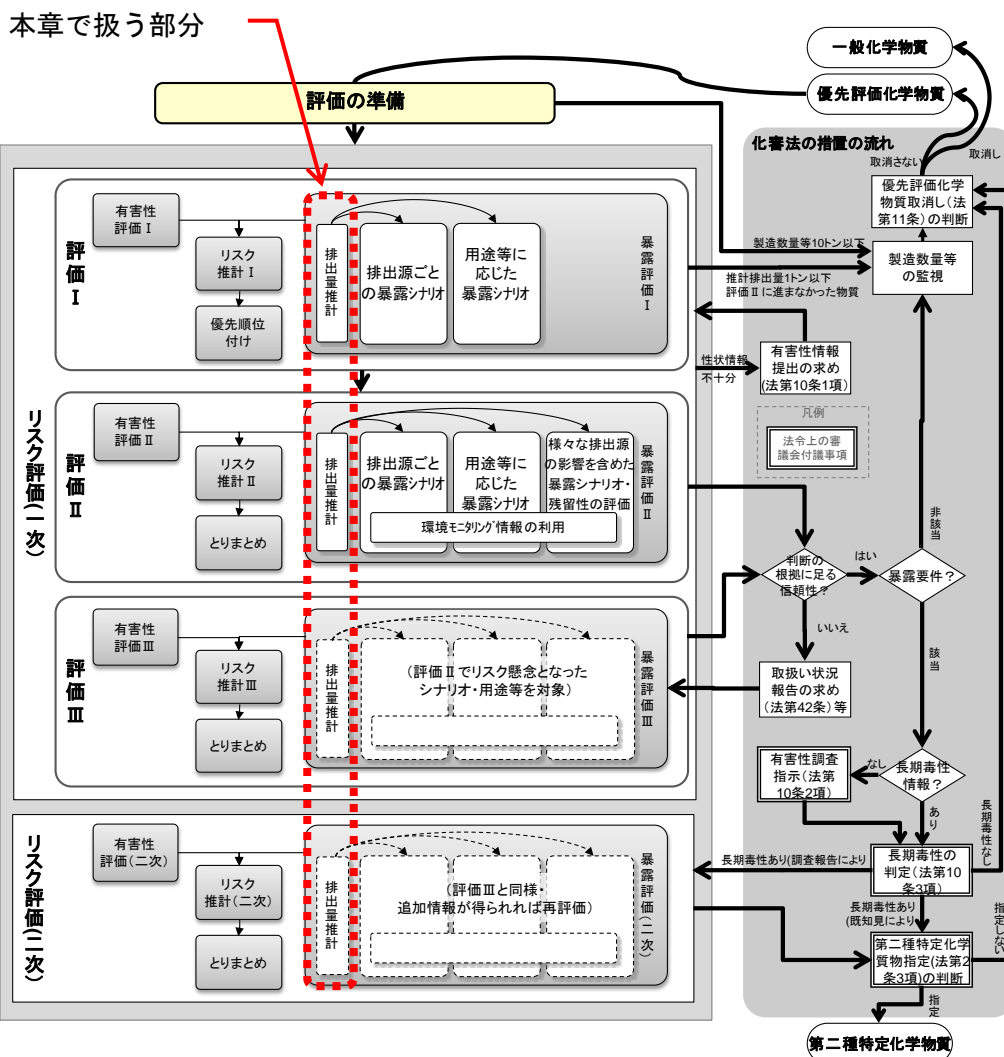 本章で扱う部分
一般化学物質
優先評価化学物質
評価の準備
化審法の措置の流れ
取消さない
取消し
優先評価化学
物質取消し(法
第11条)の判断
製造数量等10トン以下
製造数量等
の監視
推計排出量1トン以下
評価Ⅱに進まなかった物質
リスク評価(一次)
評価Ⅰ
有害性
評価Ⅰ
リスク
推計Ⅰ
優先順位
付け
排出量推計
排出源ごと
の暴露シナリオ
用途等に
応じた
暴露シナリオ
暴露評価Ⅰ
性状情報
不十分
有害性情報
提出の求め
(法第10条1項)
凡例
法令上の審
議会付議事項
評価Ⅱ
有害性
評価Ⅱ
リスク
推計Ⅱ
とりまとめ
排出量推計
排出源ごと
の暴露シナリオ
用途等に
応じた
暴露シナリオ
様々な排出源
の影響を含めた
暴露シナリオ・
残留性の評価
環境モニタリング情報の利用
暴露評価Ⅱ
非該当
判断の
根拠に足る
信頼性?
はい
暴露要件?
いいえ
該当
評価Ⅲ
有害性
評価Ⅲ
リスク
推計Ⅲ
とりまとめ
排出量推計
(評価Ⅱでリスク懸念となった
シナリオ・用途等を対象)
暴露評価Ⅲ
取扱い状況
報告の求め
(法第42条)等
有害性調査
指示(法第
10条2項)
なし
長期毒性
情報?
あり
長期毒性なし
リスク評価(二次)
有害性
評価(二次)
リスク
推計(二次)
とりまとめ
排出量推計
(評価Ⅲと同様・
追加情報が得られれば再評価)
暴露評価(二次)
長期毒性あり(調査報告により
長期毒性の
判定(法第10
条3項)
長期毒性あり
(既知見により
指定しない
第二種特定化学
質物指定(法第2
条3項)の判断
指定
第二種特定化学物質